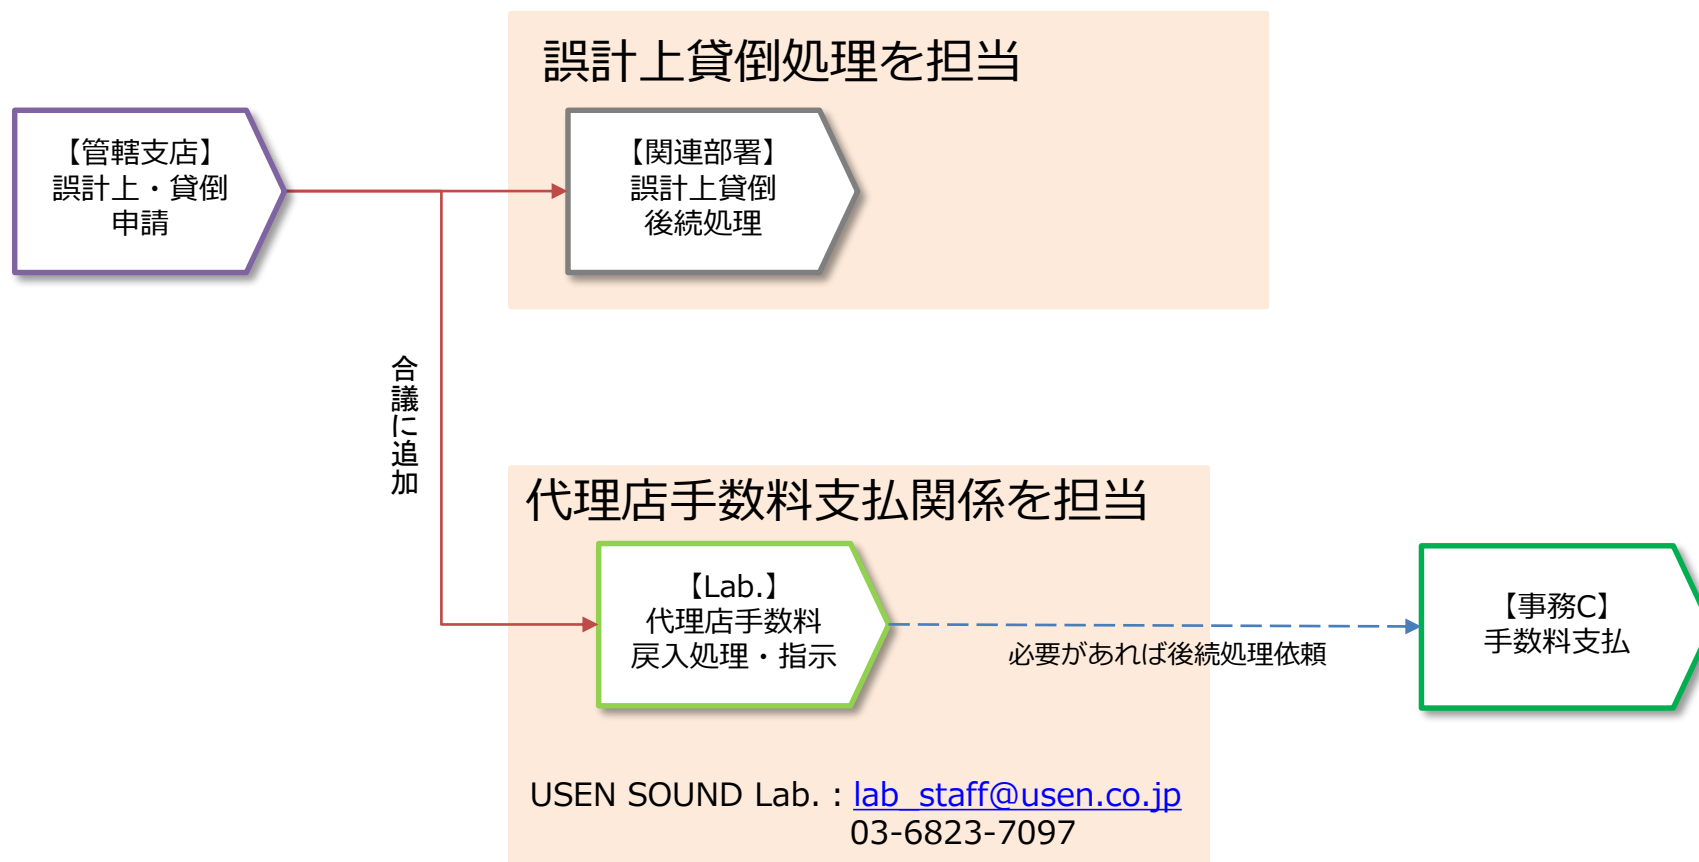 誤計上貸倒処理を担当
【管轄支店】
誤計上・貸倒
申請
【関連部署】
誤計上貸倒
後続処理
合議に追加
代理店手数料支払関係を担当
【Lab.】
代理店手数料
戻入処理・指示
必要があれば後続処理依頼
【事務C】
手数料支払
USEN SOUND Lab. : lab_staff@usen.co.jp
03-6823-7097